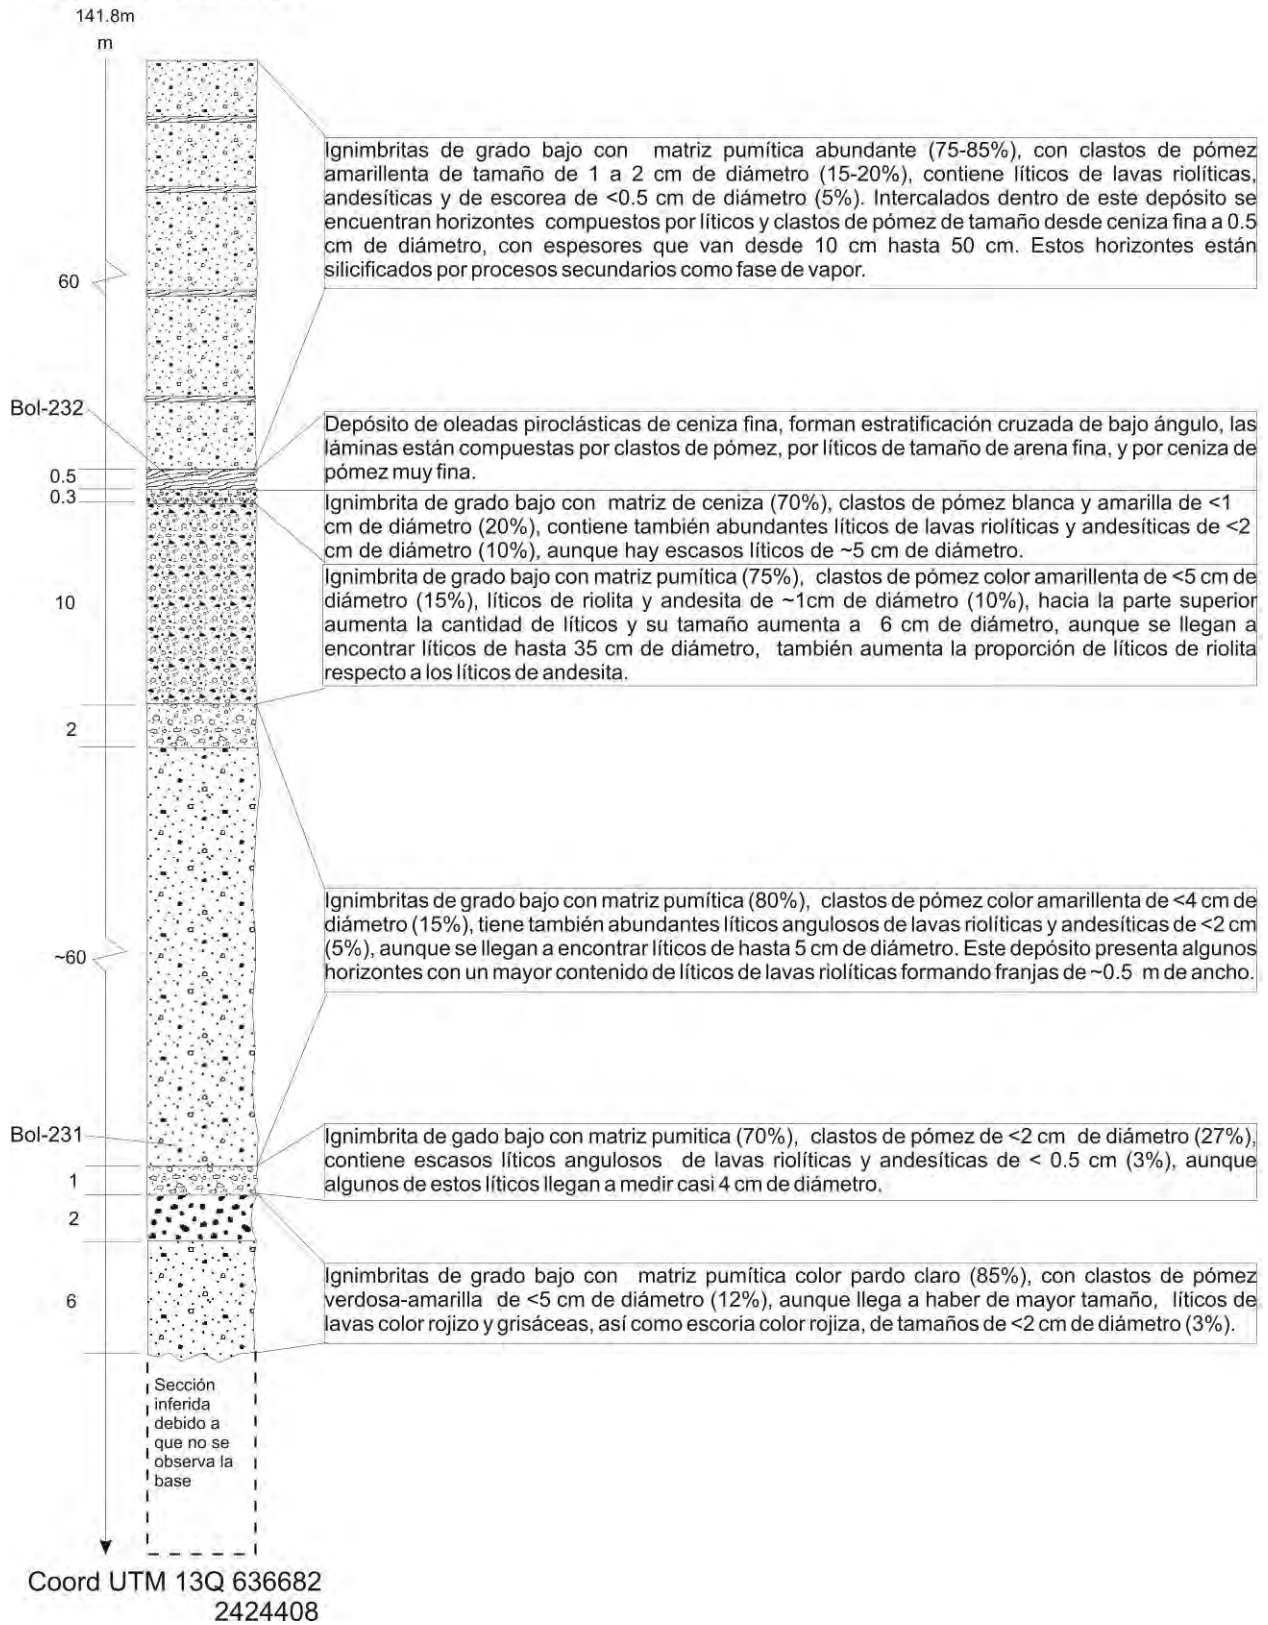 141.8m
m
Ignimbritas de grado bajo con matriz pumítica abundante (75-85%), con clastos de pómez
amarillenta de tamaño de 1 a 2 cm de diámetro (15-20%), contiene líticos de lavas riolíticas,
andesíticas y de escorea de <0.5 cm de diámetro (5%). Intercalados dentro de este depósito se
encuentran horizontes compuestos por líticos y clastos de pómez de tamaño desde ceniza fina a 0.5
cm de diámetro, con espesores que van desde 10 cm hasta 50 cm. Estos horizontes están
silicificados por procesos secundarios como fase de vapor.
60
Bol-232
Depósito de oleadas piroclásticas de ceniza fina, forman estratificación cruzada de bajo ángulo, las
láminas están compuestas por clastos de pómez, por líticos de tamaño de arena fina, y por ceniza de
pómez muy fina.
0.5
0.3
Ignimbrita de grado bajo con matriz de ceniza (70%), clastos de pómez blanca y amarilla de <1
cm de diámetro (20%), contiene también abundantes líticos de lavas riolíticas y andesíticas de <2
cm de diámetro (10%), aunque hay escasos líticos de ~5 cm de diámetro.
10
Ignimbrita de grado bajo con matriz pumítica (75%), clastos de pómez color amarillenta de <5 cm de
diámetro (15%), líticos de riolita y andesita de ~1cm de diámetro (10%), hacia la parte superior
aumenta la cantidad de líticos y su tamaño aumenta a 6 cm de diámetro, aunque se llegan a
encontrar líticos de hasta 35 cm de diámetro, también aumenta la proporción de líticos de riolita
respecto a los líticos de andesita.
2
Ignimbritas de grado bajo con matriz pumítica (80%), clastos de pómez color amarillenta de <4 cm de
diámetro (15%), tiene también abundantes líticos angulosos de lavas riolíticas y andesíticas de <2 cm
(5%), aunque se llegan a encontrar líticos de hasta 5 cm de diámetro. Este depósito presenta algunos
horizontes con un mayor contenido de líticos de lavas riolíticas formando franjas de ~0.5 m de ancho.
~60
Bol-231
Ignimbrita de gado bajo con matriz pumitica (70%), clastos de pómez de <2 cm de diámetro (27%),
contiene escasos líticos angulosos de lavas riolíticas y andesíticas de < 0.5 cm (3%), aunque
algunos de estos líticos llegan a medir casi 4 cm de diámetro.
1
2
Ignimbritas de grado bajo con matriz pumítica color pardo claro (85%), con clastos de pómez
verdosa-amarilla de <5 cm de diámetro (12%), aunque llega a haber de mayor tamaño, líticos de
lavas color rojizo y grisáceas, así como escoria color rojiza, de tamaños de <2 cm de diámetro (3%).
6
Sección
inferida
debido a
que no se
observa la
base
Coord UTM 13Q 636682
2424408